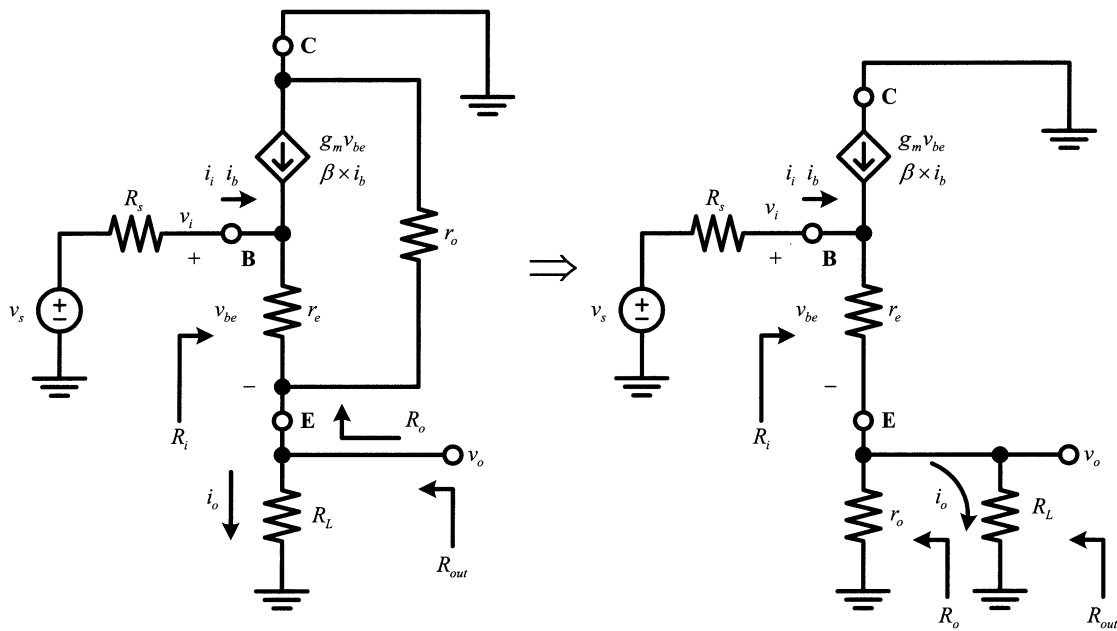 C
g_m v_be
β × i_b
i_i i_b
R_s
v_i
+
B
r_o
v_s
+
−
v_be
r_e
R_i
−
E
R_o
v_o
i_o
R_L
R_out
⇒
C
g_m v_be
β × i_b
i_i i_b
R_s
v_i
+
B
v_s
+
−
v_be
r_e
R_i
−
E
v_o
r_o
i_o
R_L
R_o
R_out